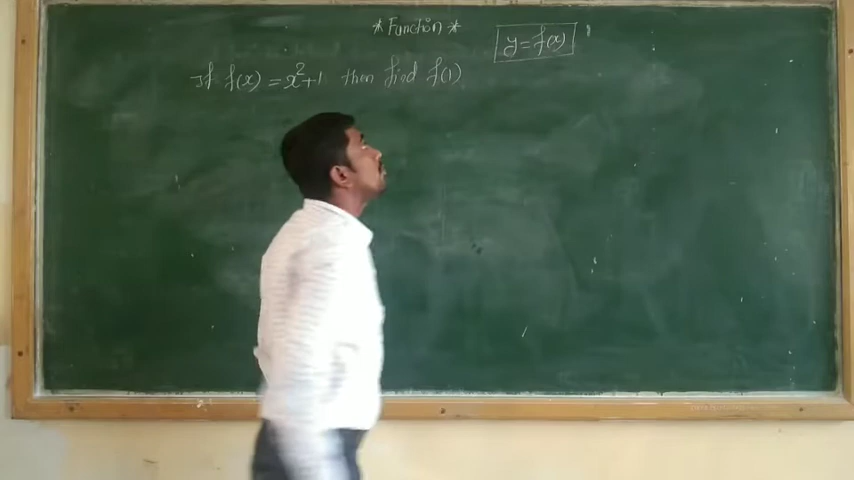 * Function *
y = f(x)
If f(x) = x²+1 then find f(1)